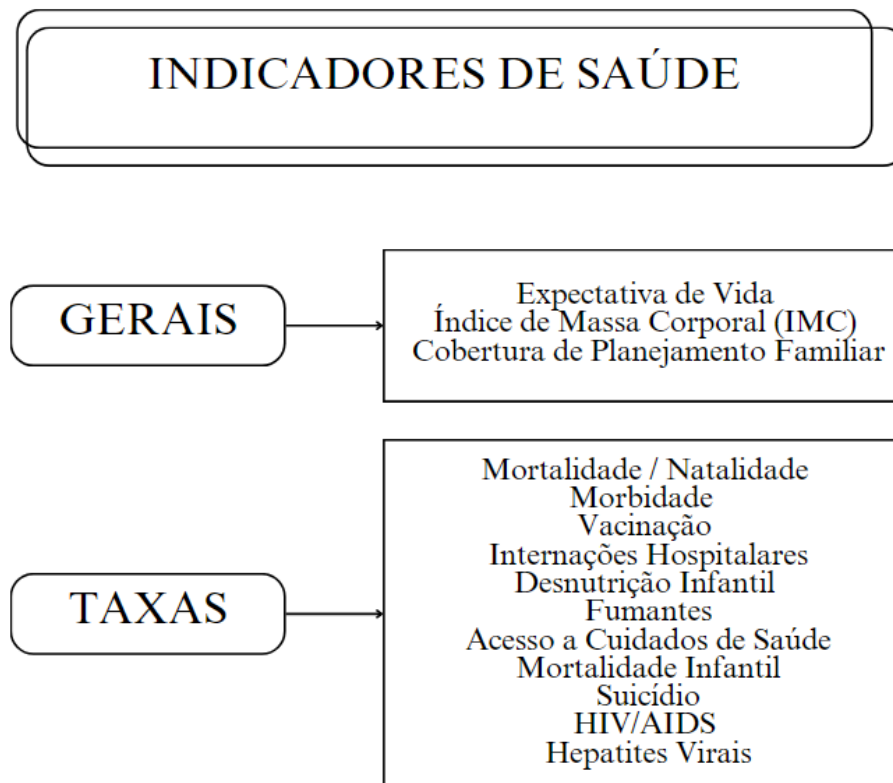 INDICADORES DE SAÚDE
GERAIS
Expectativa de Vida
Índice de Massa Corporal (IMC)
Cobertura de Planejamento Familiar
TAXAS
Mortalidade / Natalidade
Morbidade
Vacinação
Internações Hospitalares
Desnutrição Infantil
Fumantes
Acesso a Cuidados de Saúde
Mortalidade Infantil
Suicídio
HIV/AIDS
Hepatites Virais